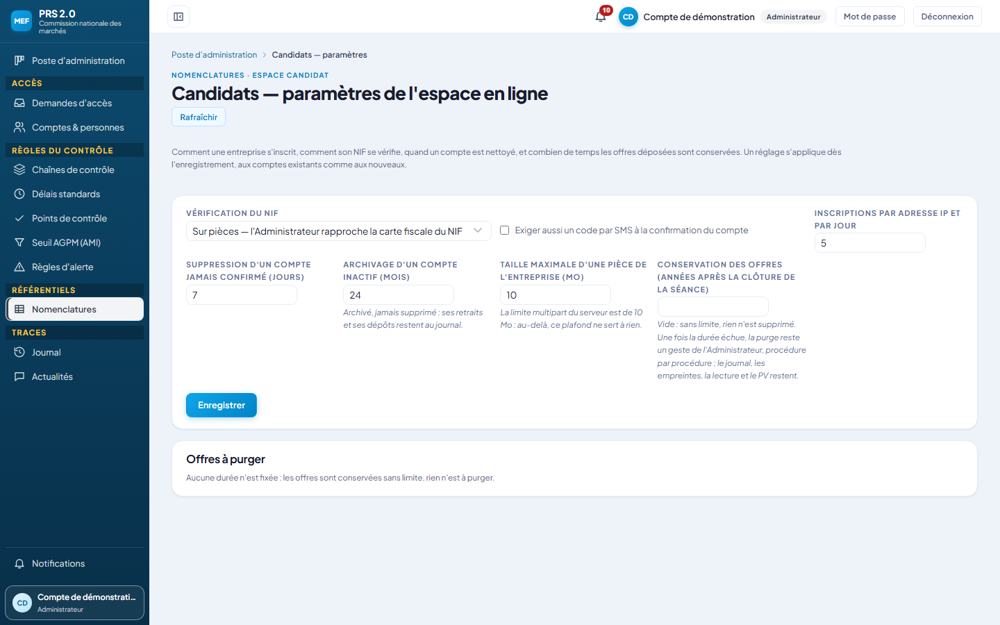 MEF
PRS 2.0
Commission nationale des
marchés
Poste d'administration
ACCÈS
Demandes d'accès
Comptes & personnes
RÈGLES DU CONTRÔLE
Chaînes de contrôle
Délais standards
Points de contrôle
Seuil AGPM (AMI)
Règles d'alerte
RÉFÉRENTIELS
Nomenclatures
TRACES
Journal
Actualités
Notifications
CD
Compte de démonstrati...
Administrateur
10
CD
Compte de démonstration
Administrateur
Mot de passe
Déconnexion
Poste d'administration
Candidats — paramètres
NOMENCLATURES · ESPACE CANDIDAT
Candidats — paramètres de l'espace en ligne
Rafraîchir
Comment une entreprise s'inscrit, comment son NIF se vérifie, quand un compte est nettoyé, et combien de temps les offres déposées sont conservées. Un réglage s'applique dès
l'enregistrement, aux comptes existants comme aux nouveaux.
VÉRIFICATION DU NIF
Sur pièces — l'Administrateur rapproche la carte fiscale du NIF
Exiger aussi un code par SMS à la confirmation du compte
INSCRIPTIONS PAR ADRESSE IP ET
PAR JOUR
5
SUPPRESSION D'UN COMPTE
JAMAIS CONFIRMÉ (JOURS)
7
ARCHIVAGE D'UN COMPTE
INACTIF (MOIS)
24
Archivé, jamais supprimé : ses retraits
et ses dépôts restent au journal.
TAILLE MAXIMALE D'UNE PIÈCE DE
L'ENTREPRISE (MO)
10
La limite multipart du serveur est de 10
Mo : au-delà, ce plafond ne sert à rien.
CONSERVATION DES OFFRES
(ANNÉES APRÈS LA CLÔTURE DE
LA SÉANCE)
Vide : sans limite, rien n'est supprimé.
Une fois la durée échue, la purge reste
un geste de l'Administrateur, procédure
par procédure ; le journal, les
empreintes, la lecture et le PV restent.
Enregistrer
Offres à purger
Aucune durée n'est fixée : les offres sont conservées sans limite, rien n'est à purger.